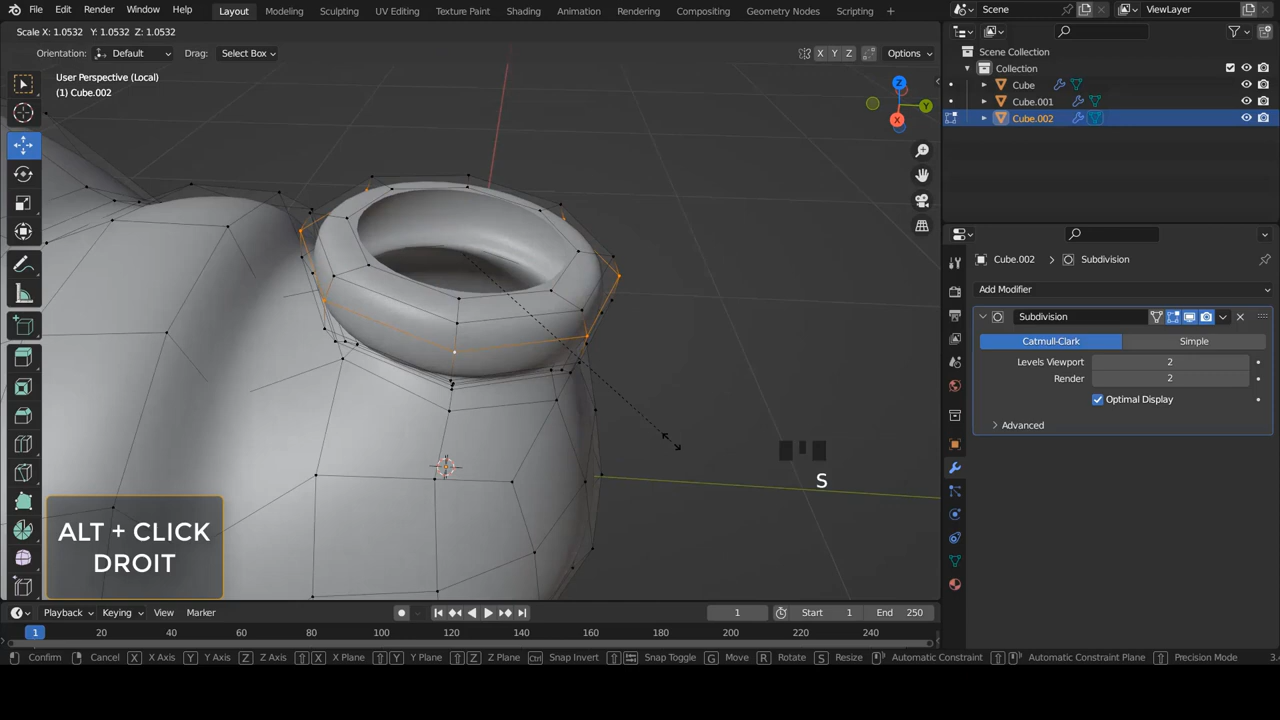 File Edit Render Window Help Layout Modeling Sculpting UV Editing Texture Paint Shading Animation Rendering Compositing Geometry Nodes Scripting + Scene ViewLayer
Scale X: 1.0532 Y: 1.0532 Z: 1.0532
Orientation: Default Drag: Select Box X Y Z Options
User Perspective (Local)
(1) Cube.002
Z
Y
X
Scene Collection
Collection
Cube
Cube.001
Cube.002
Cube.002 > Subdivision
Add Modifier
Subdivision
Catmull-Clark Simple
Levels Viewport 2
Render 2
Optimal Display
Advanced
S
ALT + CLICK
DROIT
Playback Keying View Marker 1 Start 1 End 250
1 20 40 60 80 100 120 140 160 180 200 220 240
Confirm Cancel X X Axis Y Y Axis Z Z Axis X X Plane Y Y Plane Z Z Plane Ctrl Snap Invert Snap Toggle G Move R Rotate S Resize Automatic Constraint Automatic Constraint Plane Precision Mode